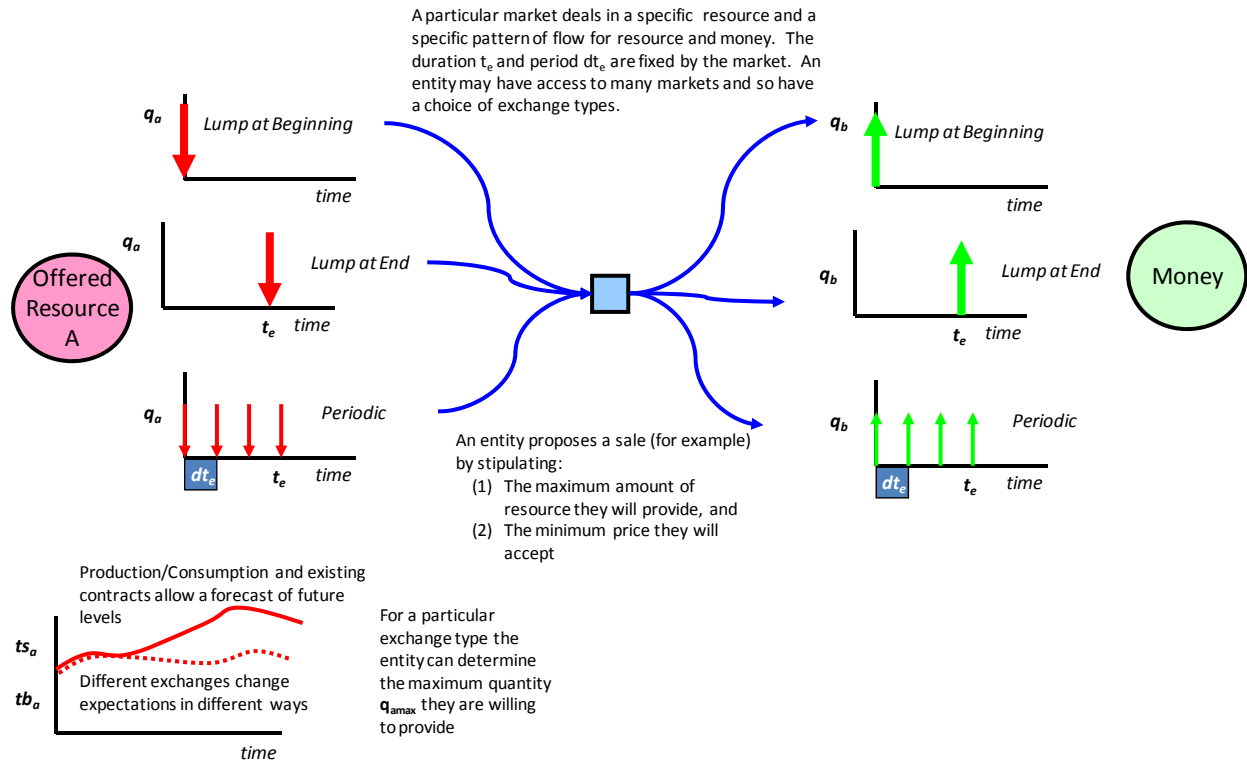 A particular market deals in a specific resource and a
specific pattern of flow for resource and money. The
duration te and period dte are fixed by the market. An
entity may have access to many markets and so have
a choice of exchange types.
qa
Lump at Beginning
time
qb
Lump at Beginning
time
Offered
Resource
A
qa
Lump at End
te
time
qb
Lump at End
te
time
Money
qa
Periodic
dte
te
time
qb
Periodic
dte
te
time
An entity proposes a sale (for example)
by stipulating:
(1) The maximum amount of
resource they will provide, and
(2) The minimum price they will
accept
Production/Consumption and existing
contracts allow a forecast of future
levels
tsa
tba
Different exchanges change
expectations in different ways
time
For a particular
exchange type the
entity can determine
the maximum quantity
qamax they are willing
to provide